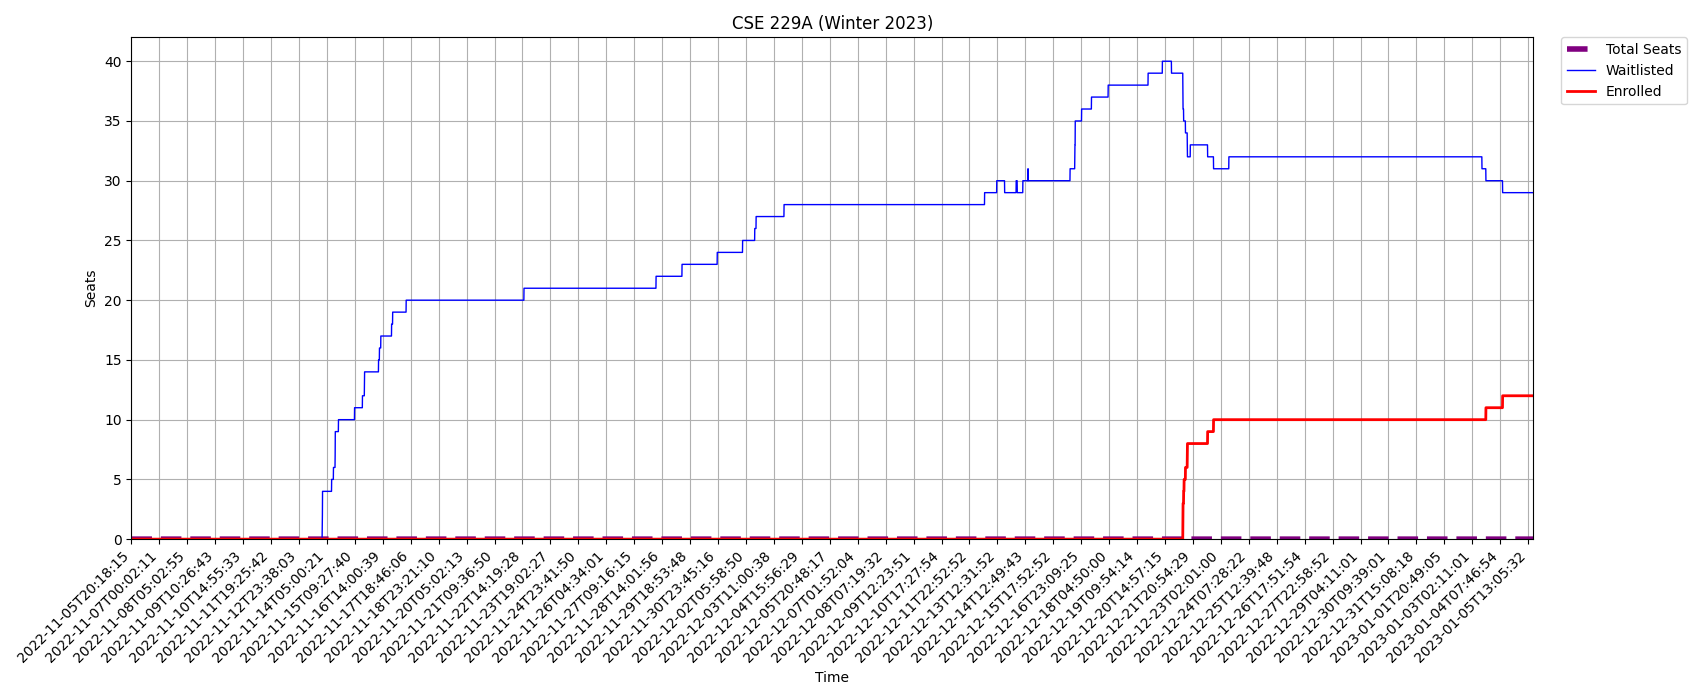 CSE 229A (Winter 2023)
Total Seats
Waitlisted
Enrolled
40
35
30
25
20
15
10
5
0
Seats
2022-11-05T20:18:15
2022-11-07T00:02:11
2022-11-08T05:02:55
2022-11-09T10:26:43
2022-11-10T14:55:33
2022-11-11T19:25:42
2022-11-12T23:38:03
2022-11-14T05:00:21
2022-11-15T09:27:40
2022-11-16T14:00:39
2022-11-17T18:46:06
2022-11-18T23:21:10
2022-11-20T05:02:13
2022-11-21T09:36:50
2022-11-22T14:19:28
2022-11-23T19:02:27
2022-11-24T23:41:50
2022-11-26T04:34:01
2022-11-27T09:16:15
2022-11-28T14:01:56
2022-11-29T18:53:48
2022-11-30T23:45:16
2022-12-02T05:58:50
2022-12-03T11:00:38
2022-12-04T15:56:29
2022-12-05T20:48:17
2022-12-07T01:52:04
2022-12-08T07:19:32
2022-12-09T12:23:51
2022-12-10T17:27:54
2022-12-11T22:52:52
2022-12-13T12:31:52
2022-12-14T12:49:43
2022-12-15T17:52:52
2022-12-16T23:09:25
2022-12-18T04:50:00
2022-12-19T09:54:14
2022-12-20T14:57:15
2022-12-21T20:54:29
2022-12-23T02:01:00
2022-12-24T07:28:22
2022-12-25T12:39:48
2022-12-26T17:51:54
2022-12-27T22:58:52
2022-12-29T04:11:01
2022-12-30T09:39:01
2022-12-31T15:08:18
2023-01-01T20:49:05
2023-01-03T02:11:01
2023-01-04T07:46:54
2023-01-05T13:05:32
Time